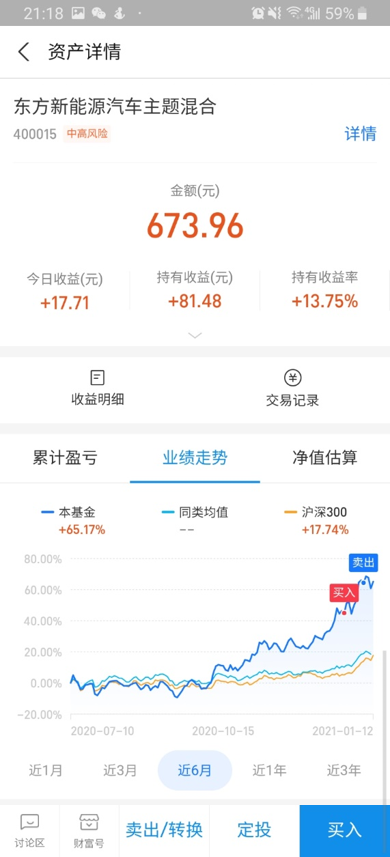 21:18 4G 59%
资产详情
东方新能源汽车主题混合
400015 中高风险 详情
金额(元)
673.96
今日收益(元) 持有收益(元) 持有收益率
+17.71 +81.48 +13.75%
收益明细 交易记录
累计盈亏 业绩走势 净值估算
本基金 同类均值 沪深300
+65.17% -- +17.74%
80.00% 卖出
60.00% 买入
40.00%
20.00%
0.00%
-20.00%
2020-07-10 2020-10-15 2021-01-12
近1月 近3月 近6月 近1年 近3年
讨论区 财富号 卖出/转换 定投 买入